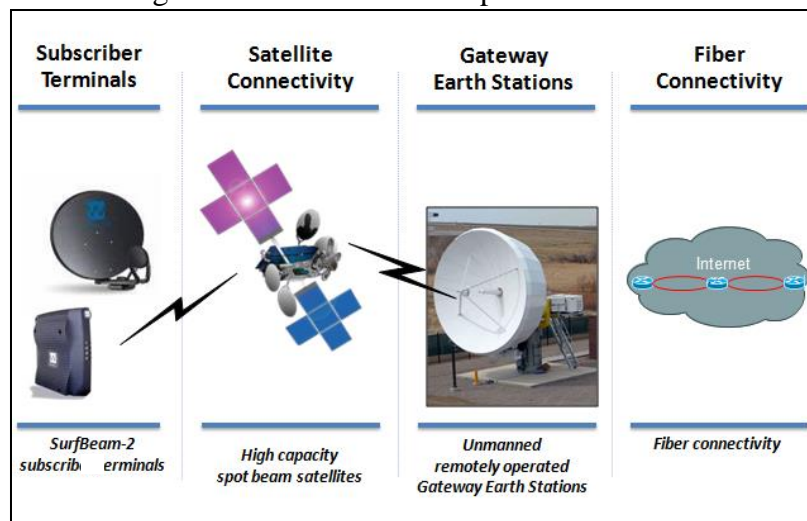 Subscriber
Terminals
Satellite
Connectivity
Gateway
Earth Stations
Fiber
Connectivity
Internet
SurfBeam-2
High capacity
spot beam satellites
Unmanned
remotely operated
Gateway Earth Stations
Fiber connectivity